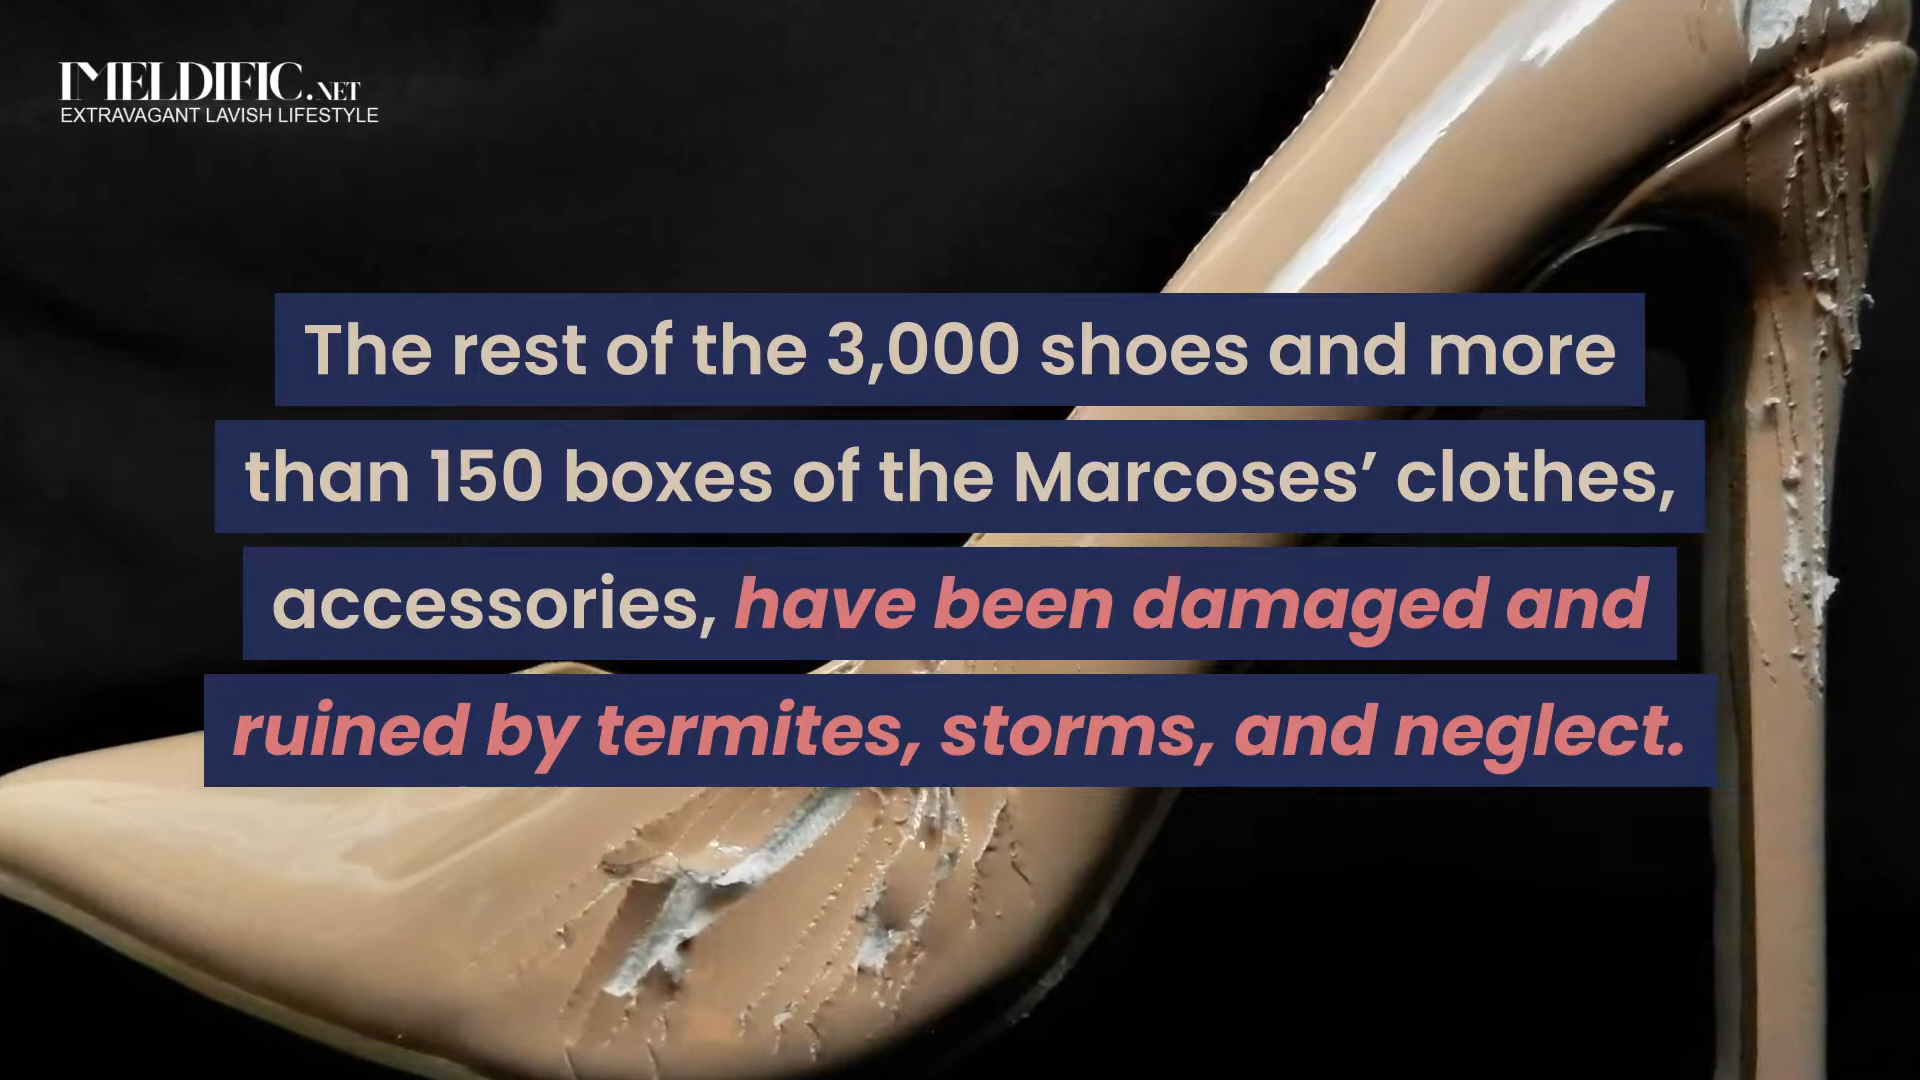 IMELDIFIC.NET
EXTRAVAGANT LAVISH LIFESTYLE
The rest of the 3,000 shoes and more
than 150 boxes of the Marcoses’ clothes,
accessories, have been damaged and
ruined by termites, storms, and neglect.